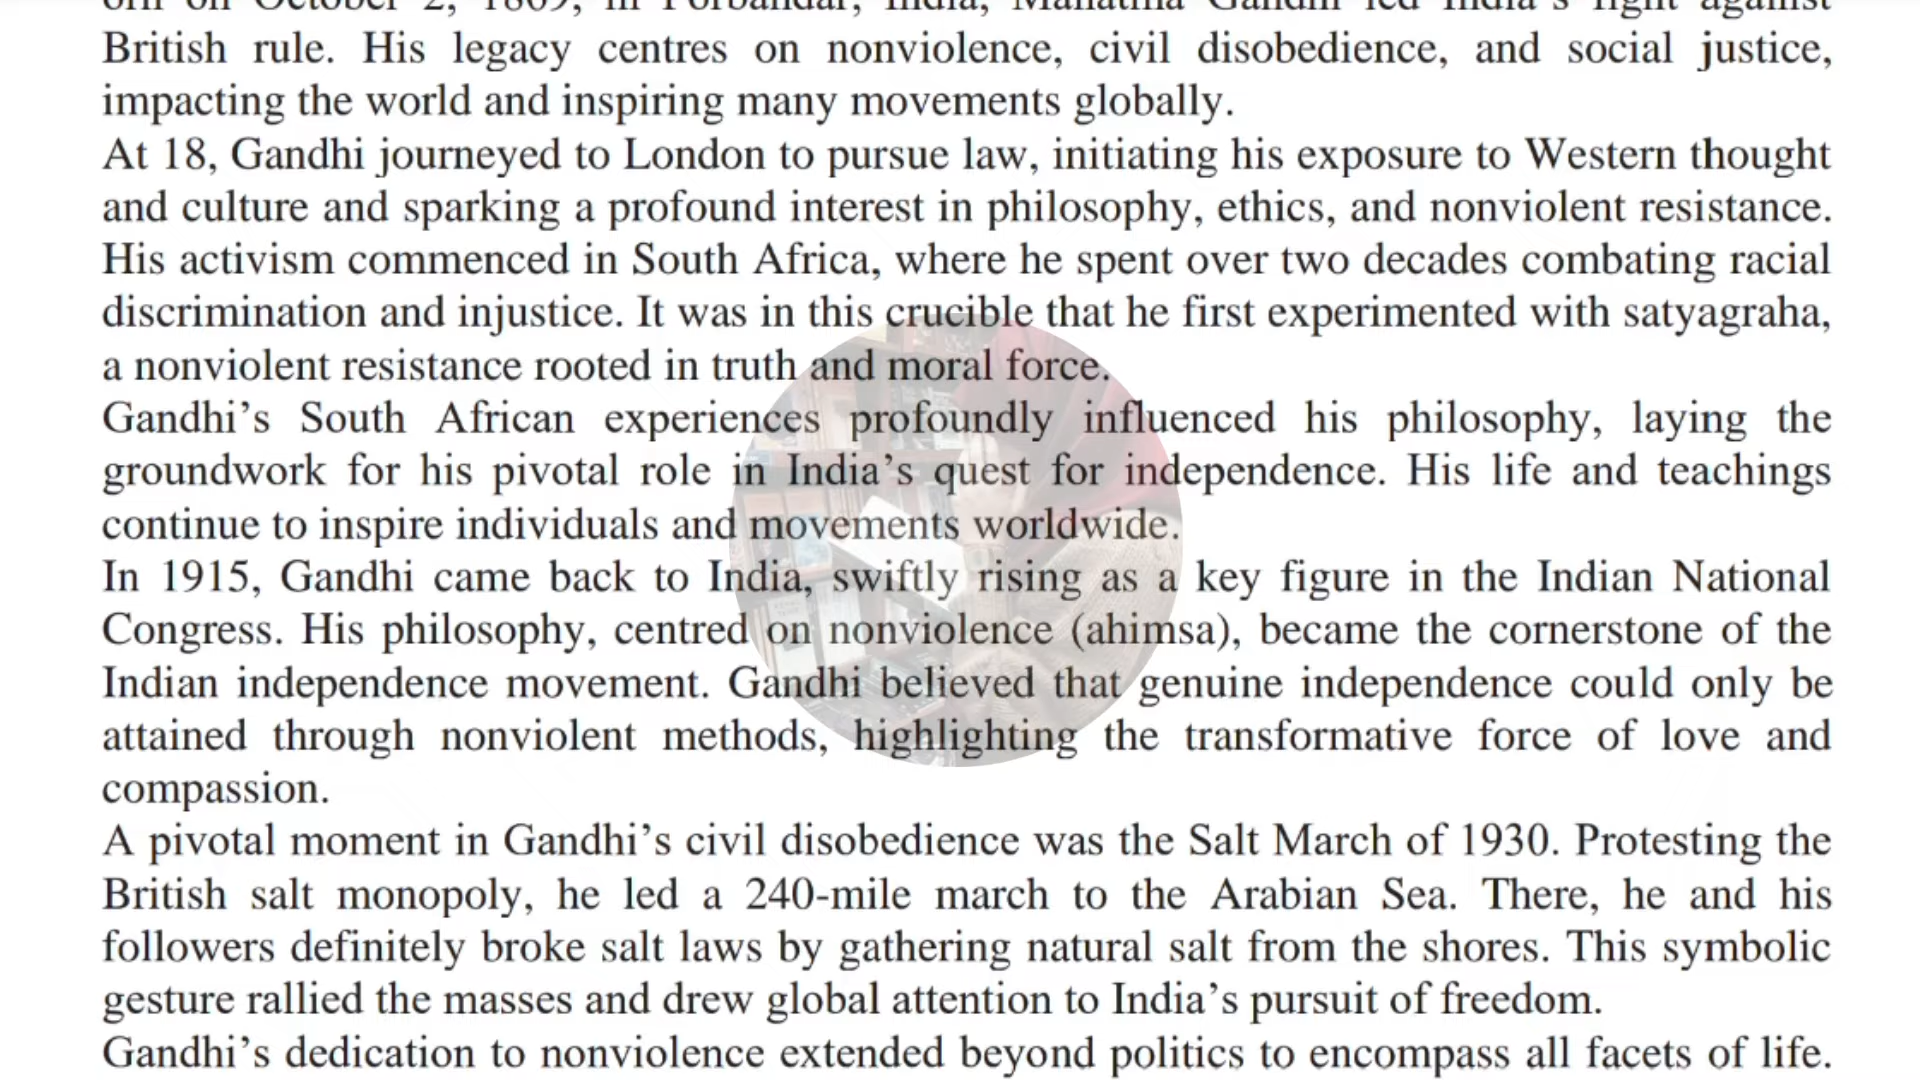 British rule. His legacy centres on nonviolence, civil disobedience, and social justice,
impacting the world and inspiring many movements globally.
At 18, Gandhi journeyed to London to pursue law, initiating his exposure to Western thought
and culture and sparking a profound interest in philosophy, ethics, and nonviolent resistance.
His activism commenced in South Africa, where he spent over two decades combating racial
discrimination and injustice. It was in this crucible that he first experimented with satyagraha,
a nonviolent resistance rooted in truth and moral force.
Gandhi’s South African experiences profoundly influenced his philosophy, laying the
groundwork for his pivotal role in India’s quest for independence. His life and teachings
continue to inspire individuals and movements worldwide.
In 1915, Gandhi came back to India, swiftly rising as a key figure in the Indian National
Congress. His philosophy, centred on nonviolence (ahimsa), became the cornerstone of the
Indian independence movement. Gandhi believed that genuine independence could only be
attained through nonviolent methods, highlighting the transformative force of love and
compassion.
A pivotal moment in Gandhi’s civil disobedience was the Salt March of 1930. Protesting the
British salt monopoly, he led a 240-mile march to the Arabian Sea. There, he and his
followers definitely broke salt laws by gathering natural salt from the shores. This symbolic
gesture rallied the masses and drew global attention to India’s pursuit of freedom.
Gandhi’s dedication to nonviolence extended beyond politics to encompass all facets of life.